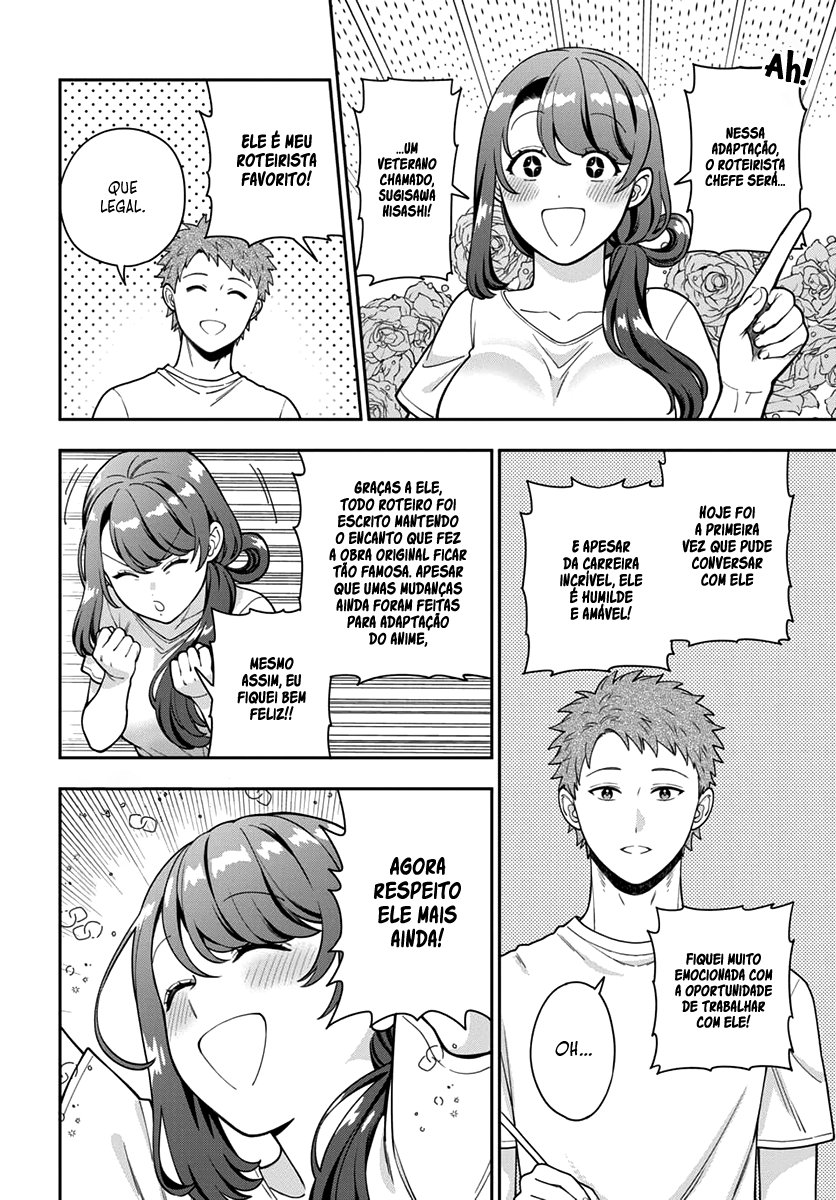 Ah!
NESSA
ADAPTAÇÃO,
O ROTEIRISTA
CHEFE SERÁ...
...UM
VETERANO
CHAMADO,
SUGISAWA
HISASHI!
ELE É MEU
ROTEIRISTA
FAVORITO!
QUE
LEGAL.
HOJE FOI
A PRIMEIRA
VEZ QUE PUDE
CONVERSAR
COM ELE
E APESAR
DA CARREIRA
INCRÍVEL, ELE
É HUMILDE
E AMÁVEL!
FIQUEI MUITO
EMOCIONADA COM
A OPORTUNIDADE
DE TRABALHAR
COM ELE!
OH...
GRAÇAS A ELE,
TODO ROTEIRO FOI
ESCRITO MANTENDO
O ENCANTO QUE FEZ
A OBRA ORIGINAL FICAR
TÃO FAMOSA. APESAR
QUE UMAS MUDANÇAS
AINDA FORAM FEITAS
PARA ADAPTAÇÃO
DO ANIME,
MESMO
ASSIM, EU
FIQUEI BEM
FELIZ!!
AGORA
RESPEITO
ELE MAIS
AINDA!